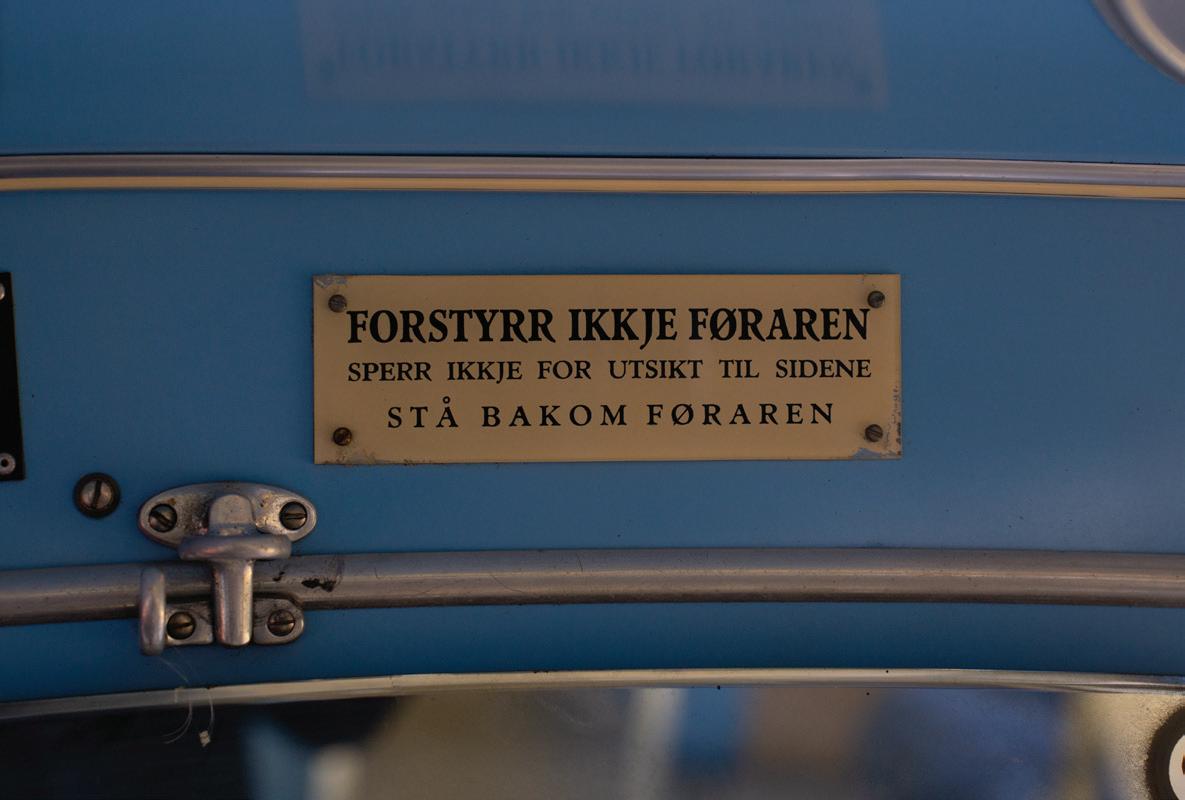 FORSTYRR IKKJE FØRAREN
SPERR IKKJE FOR UTSIKT TIL SIDENE
STÅ BAKOM FØRAREN